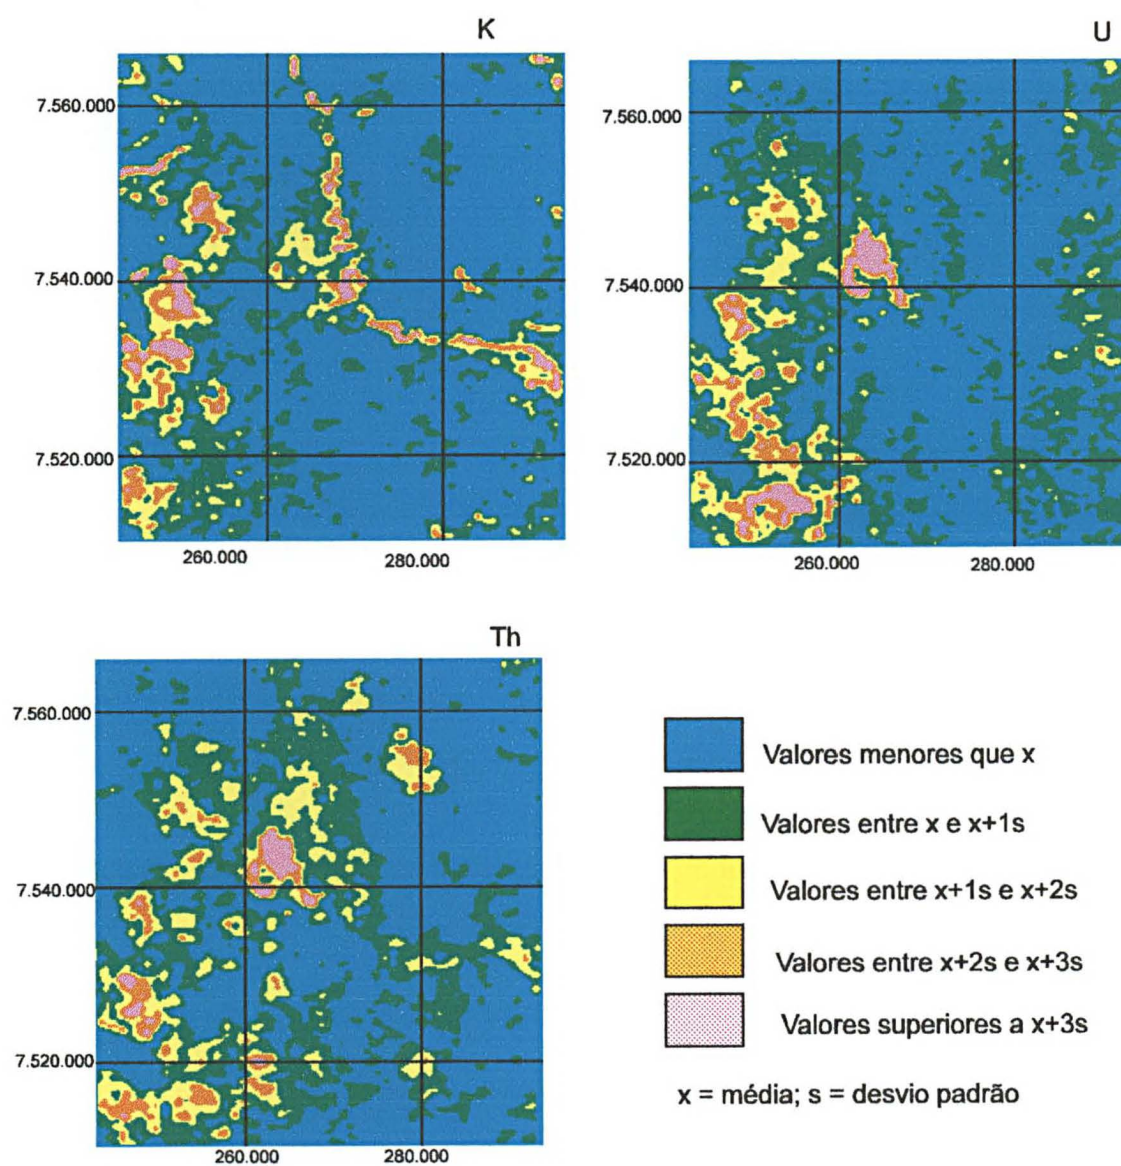 K
7.560.000
7.540.000
7.520.000
260.000
280.000
U
7.560.000
7.540.000
7.520.000
260.000
280.000
Th
7.560.000
7.540.000
7.520.000
260.000
280.000
Valores menores que x
Valores entre x e x+1s
Valores entre x+1s e x+2s
Valores entre x+2s e x+3s
Valores superiores a x+3s
x = média; s = desvio padrão